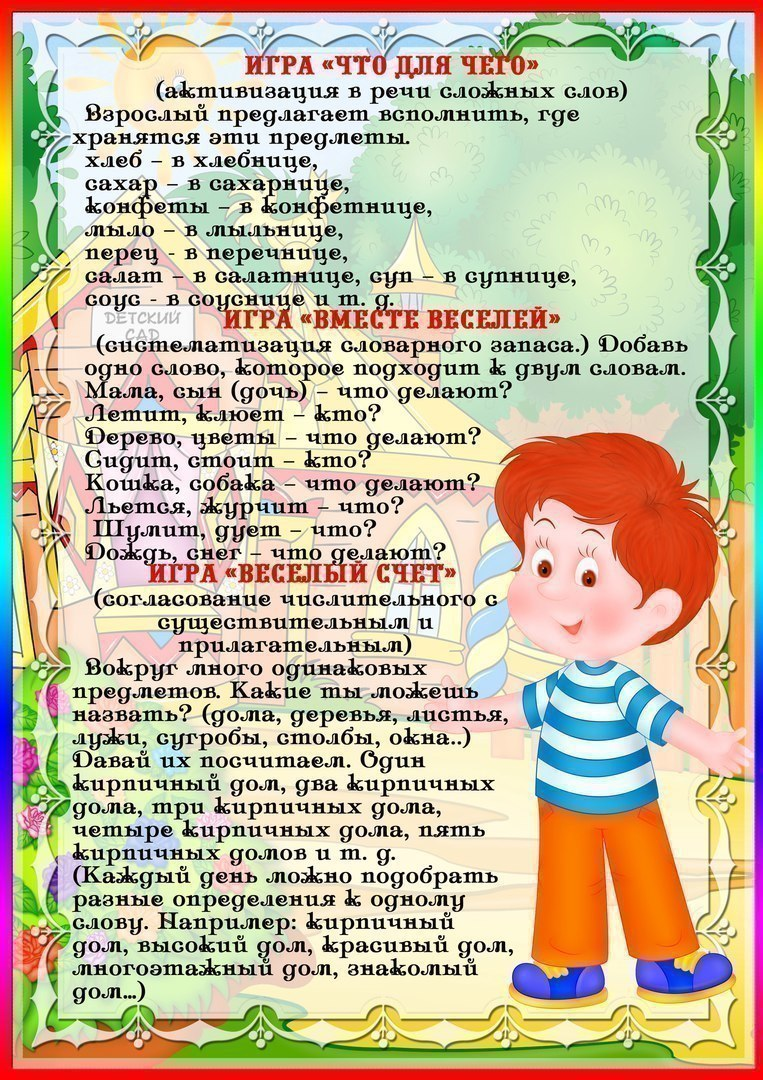 ИГРА «ЧТО ДЛЯ ЧЕГО»
(активизация в речи сложных слов)
Взрослый предлагает вспомнить, где
хранятся эти предметы.
хлеб – в хлебнице,
сахар – в сахарнице,
конфеты – в конфетнице,
мыло – в мыльнице,
перец - в перечнице,
салат – в салатнице, суп – в супнице,
соус - в соуснице и т. д.
ДЕТСКИЙ
САД
ИГРА «ВМЕСТЕ ВЕСЕЛЕЙ»
(систематизация словарного запаса.) Добавь
одно слово, которое подходит к двум словам.
Мама, сын (дочь) – что делают?
Летит, клюет – кто?
Дерево, цветы – что делают?
Сидит, стоит – кто?
Кошка, собака – что делают?
Льется, журчит – что?
Шумит, дует – что?
Дождь, снег – что делают?
ИГРА «ВЕСЕЛЫЙ СЧЕТ»
(согласование числительного с
существительным и
прилагательным)
Вокруг много одинаковых
предметов. Какие ты можешь
назвать? (дома, деревья, листья,
лужи, сугробы, столбы, окна..)
Давай их посчитаем. Один
кирпичный дом, два кирпичных
дома, три кирпичных дома,
четыре кирпичных дома, пять
кирпичных домов и т. д.
(Каждый день можно подобрать
разные определения к одному
слову. Например: кирпичный
дом, высокий дом, красивый дом,
многоэтажный дом, знакомый
дом...)